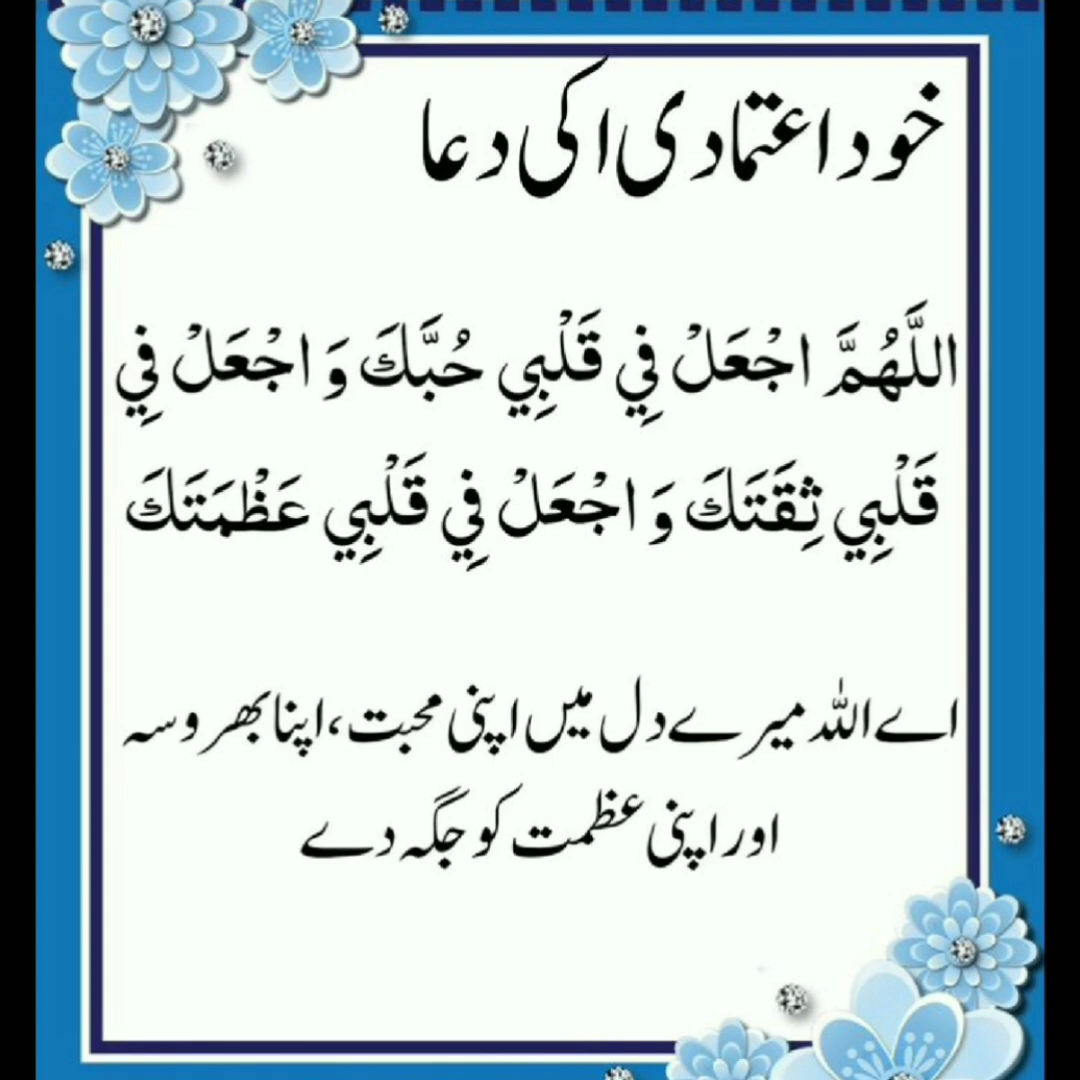 خود اعتمادی اکی دعا
اللَّهُمَّ اجْعَلْ فِي قَلْبِي حُبَّكَ وَ اجْعَلْ فِي
قَلْبِي ثِقَتَكَ وَ اجْعَلْ فِي قَلْبِي عَظْمَتَكَ
اے اللہ میرے دل میں اپنی محبت، اپنا بھروسہ
اور اپنی عظمت کو جگہ دے